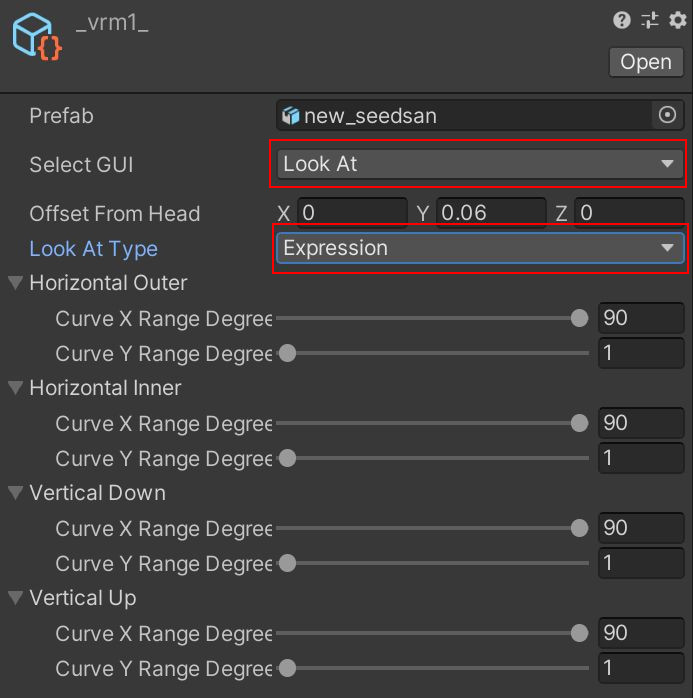 _vrm1_
Open
Prefab new_seedsan
Select GUI Look At
Offset From Head X 0 Y 0.06 Z 0
Look At Type Expression
Horizontal Outer
Curve X Range Degree 90
Curve Y Range Degree 1
Horizontal Inner
Curve X Range Degree 90
Curve Y Range Degree 1
Vertical Down
Curve X Range Degree 90
Curve Y Range Degree 1
Vertical Up
Curve X Range Degree 90
Curve Y Range Degree 1